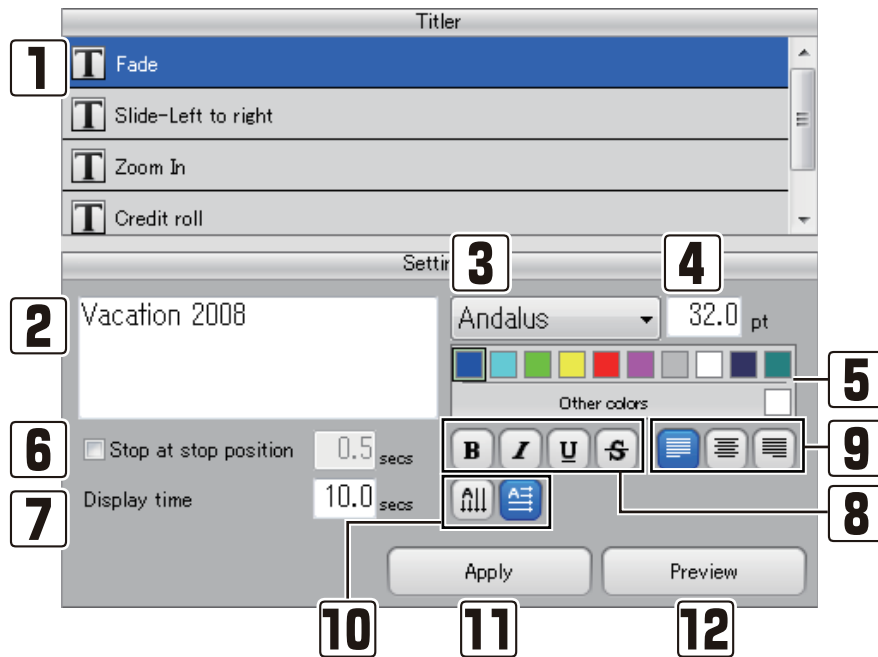 Titler
1
T Fade
T Slide-Left to right
T Zoom In
T Credit roll
Settin
3
4
2
Vacation 2008
Andalus
32.0 pt
5
Other colors
6
Stop at stop position 0.5 secs
B I U S
9
7
Display time 10.0 secs
A A
8
Apply
Preview
10
11
12